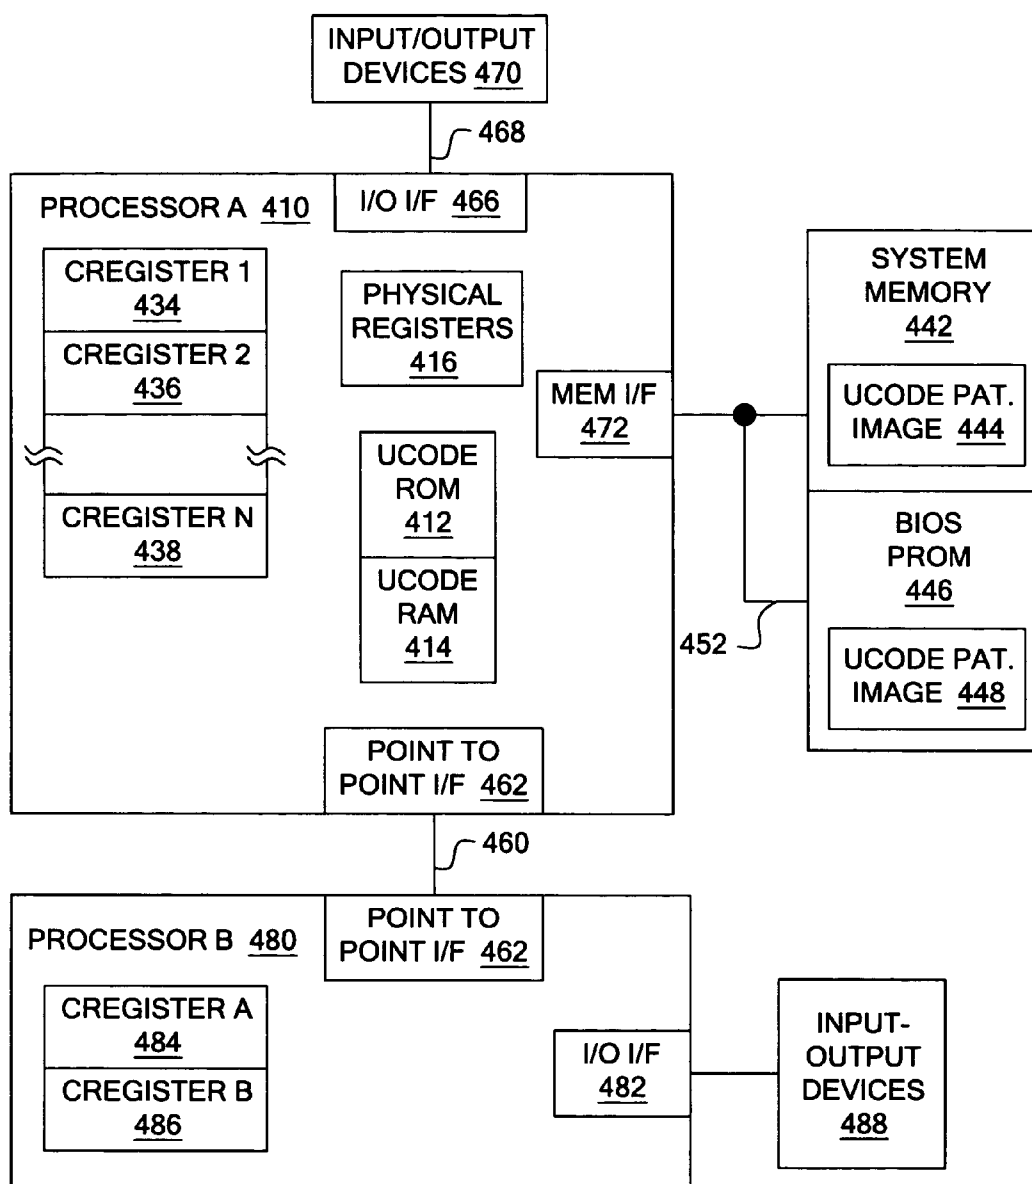 INPUT/OUTPUT
DEVICES 470
468
PROCESSOR A 410
I/O I/F 466
CREGISTER 1
434
CREGISTER 2
436
CREGISTER N
438
PHYSICAL
REGISTERS
416
MEM I/F
472
UCODE
ROM
412
UCODE
RAM
414
SYSTEM
MEMORY
442
UCODE PAT.
IMAGE 444
BIOS
PROM
446
452
UCODE PAT.
IMAGE 448
POINT TO
POINT I/F 462
460
PROCESSOR B 480
POINT TO
POINT I/F 462
CREGISTER A
484
CREGISTER B
486
I/O I/F
482
INPUT-
OUTPUT
DEVICES
488